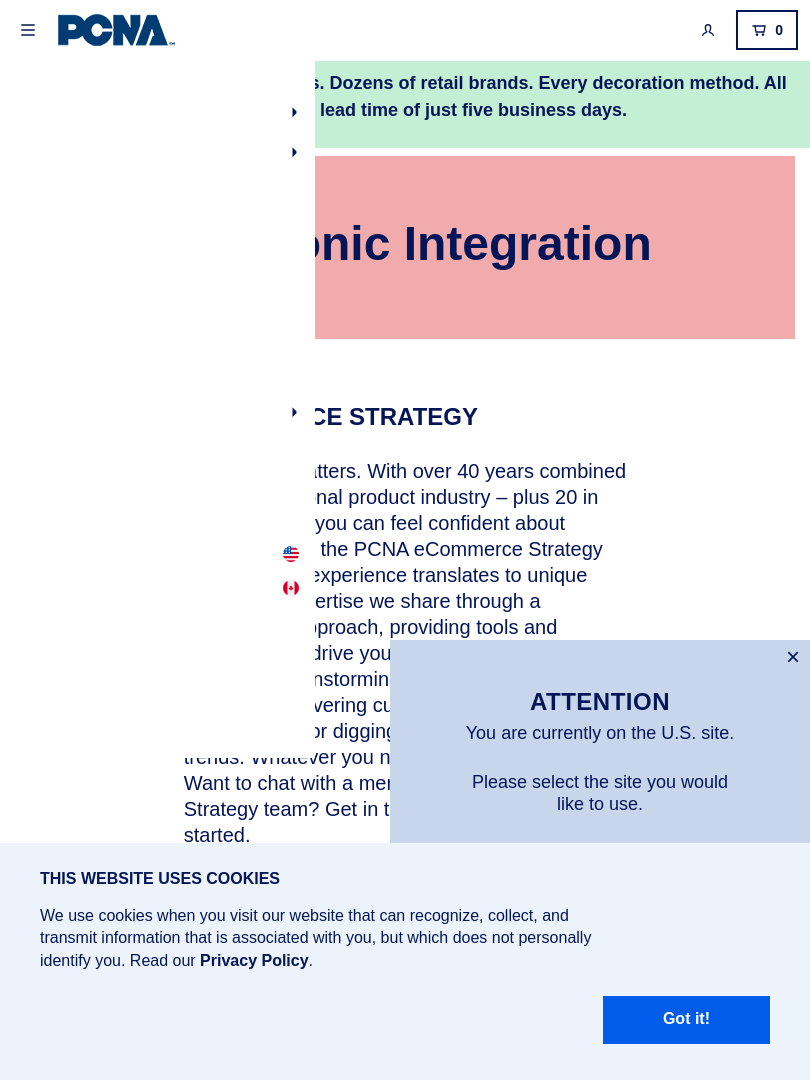 PCNA™
0
. Dozens of retail brands. Every decoration method. All
lead time of just five business days.
nic Integration
CE STRATEGY
tters. With over 40 years combined
nal product industry – plus 20 in
you can feel confident about
the PCNA eCommerce Strategy
experience translates to unique
ertise we share through a
pproach, providing tools and
drive you
nstorming
vering cu
or digging
trends. Whatever you n
Want to chat with a mer
Strategy team? Get in t
started.
ATTENTION
You are currently on the U.S. site.
Please select the site you would
like to use.
THIS WEBSITE USES COOKIES
We use cookies when you visit our website that can recognize, collect, and
transmit information that is associated with you, but which does not personally
identify you. Read our Privacy Policy.
Got it!